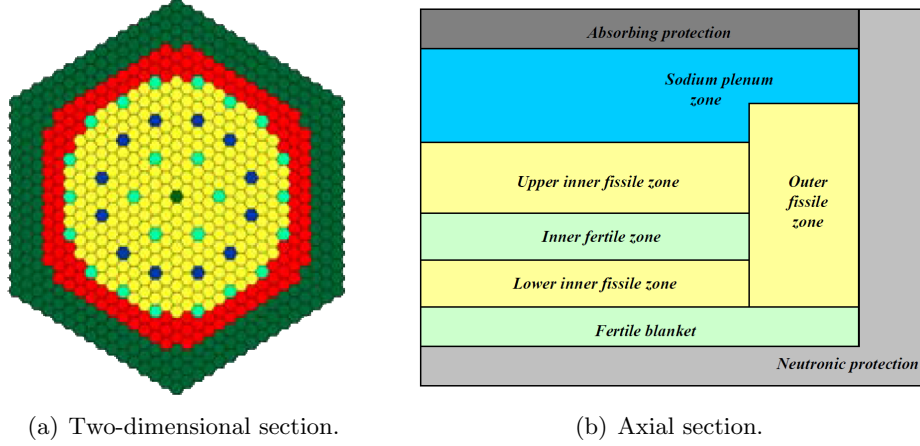 Absorbing protection
Sodium plenum
zone
Upper inner fissile zone
Outer
fissile
zone
Inner fertile zone
Lower inner fissile zone
Fertile blanket
Neutronic protection
(a) Two-dimensional section.
(b) Axial section.